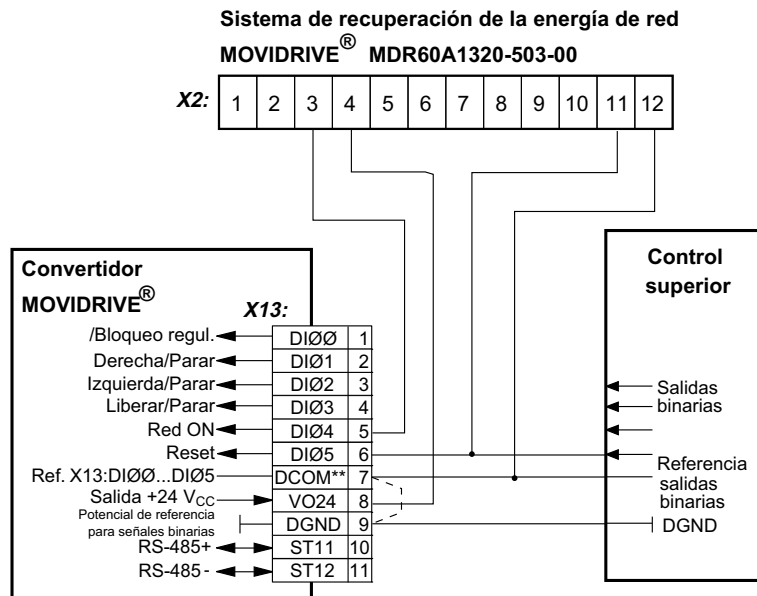 Sistema de recuperación de la energía de red
MOVIDRIVE® MDR60A1320-503-00
X2: 1 2 3 4 5 6 7 8 9 10 11 12
Convertidor
MOVIDRIVE®
X13:
/Bloqueo regul. DIØØ 1
Derecha/Parar DIØ1 2
Izquierda/Parar DIØ2 3
Liberar/Parar DIØ3 4
Red ON DIØ4 5
Reset DIØ5 6
Ref. X13:DIØØ...DIØ5 DCOM** 7
Salida +24 VCC VO24 8
Potencial de referencia
para señales binarias
DGND 9
RS-485+ ST11 10
RS-485- ST12 11
Control
superior
Salidas
binarias
Referencia
salidas
binarias
DGND